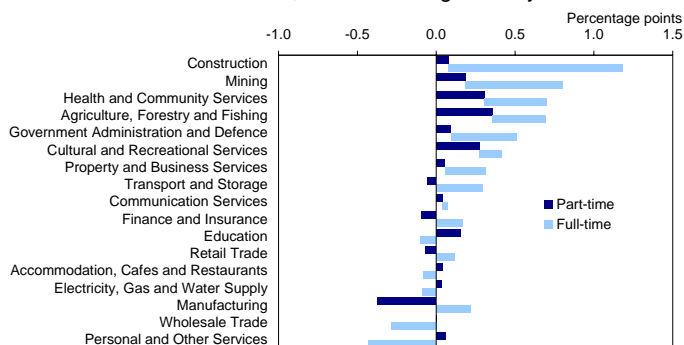 Percentage points
-1.0 -0.5 0.0 0.5 1.0 1.5
Construction
Mining
Health and Community Services
Agriculture, Forestry and Fishing
Government Administration and Defence
Cultural and Recreational Services
Property and Business Services
Transport and Storage
Communication Services
Finance and Insurance
Education
Retail Trade
Accommodation, Cafes and Restaurants
Electricity, Gas and Water Supply
Manufacturing
Wholesale Trade
Personal and Other Services
Part-time
Full-time